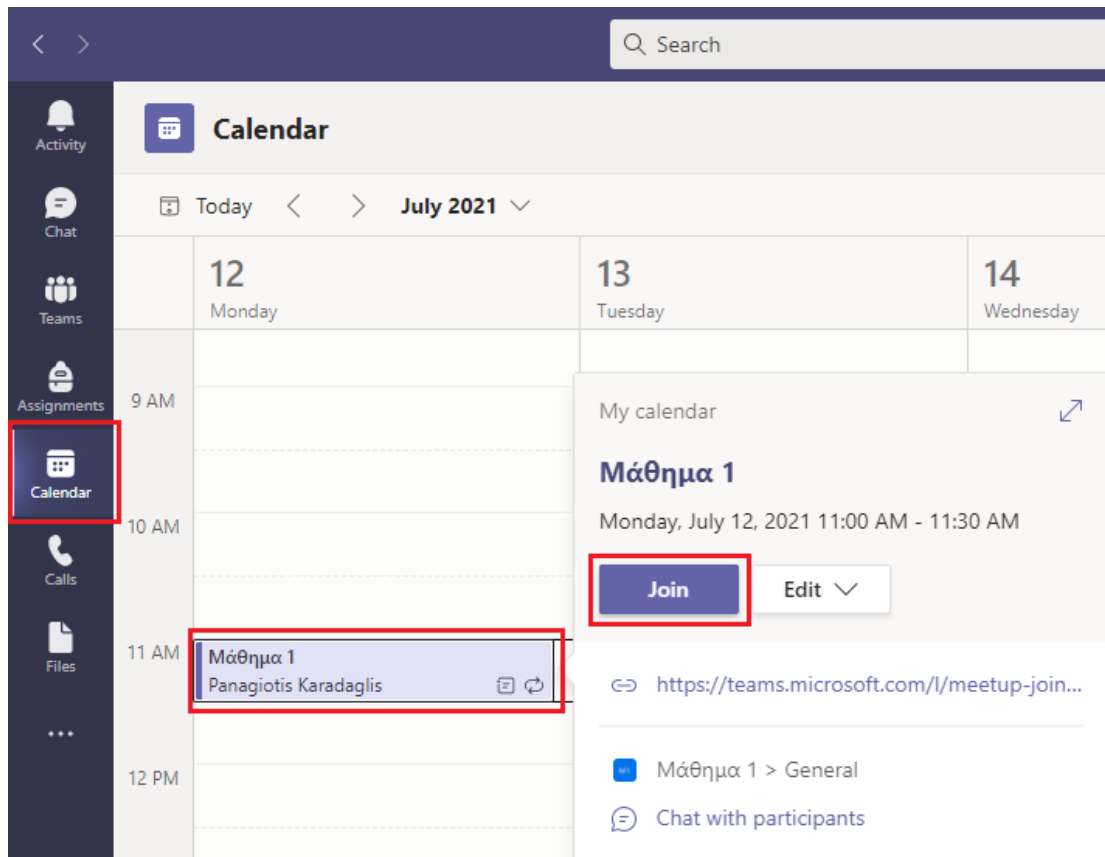 Search
Activity
Chat
Teams
Assignments
Calendar
Calls
Files
Calendar
Today
July 2021
12
Monday
13
Tuesday
14
Wednesday
9 AM
10 AM
11 AM
12 PM
Μάθημα 1
Panagiotis Karadaglis
My calendar
Μάθημα 1
Monday, July 12, 2021 11:00 AM - 11:30 AM
Join
Edit
https://teams.microsoft.com/l/meetup-join...
Μάθημα 1 > General
Chat with participants